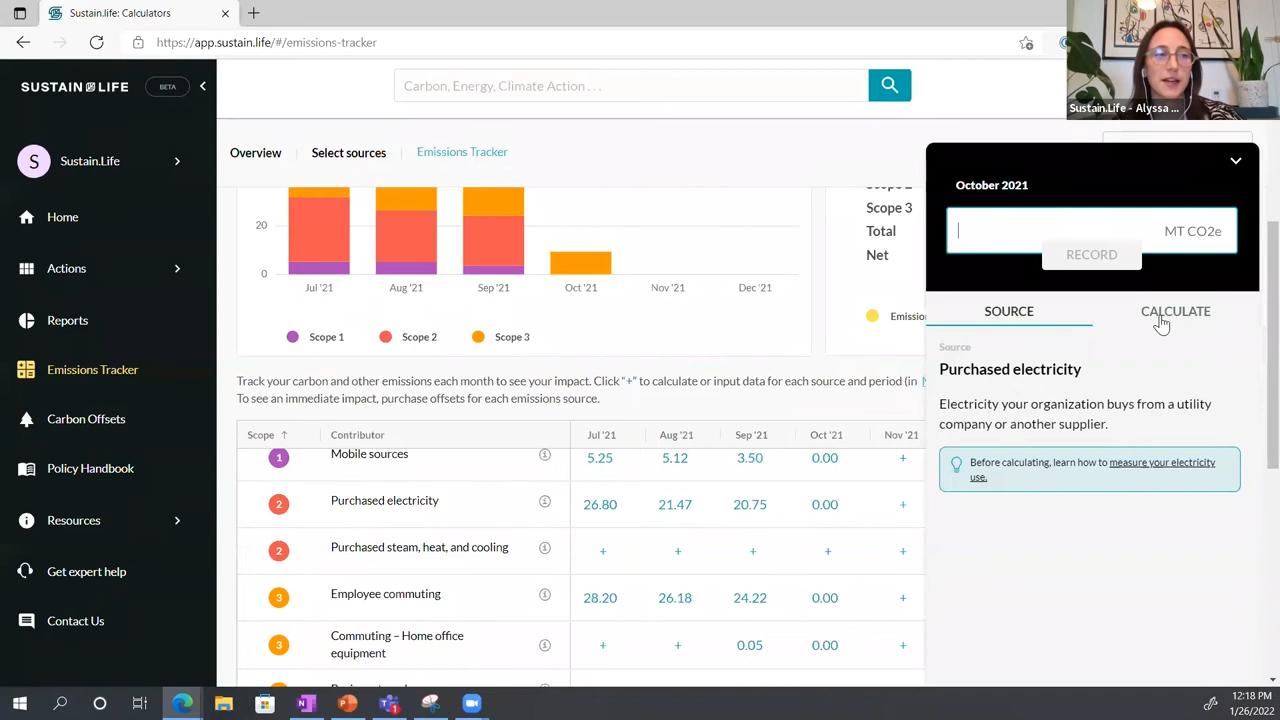 Sustain.life: Calculators
https://app.sustain.life/#/emissions-tracker
SUSTAIN LIFE
BETA
Carbon, Energy, Climate Action . . .
Sustain.Life - Alyssa ...
S
Sustain.Life
Home
Actions
Reports
Emissions Tracker
Carbon Offsets
Policy Handbook
Resources
Get expert help
Contact Us
Overview
Select sources
Emissions Tracker
20
0
Jul '21
Aug '21
Sep '21
Oct '21
Nov '21
Dec '21
Scope 1
Scope 2
Scope 3
Scope 2
Scope 3
Total
Net
Emission
Track your carbon and other emissions each month to see your impact. Click “+” to calculate or input data for each source and period (in
To see an immediate impact, purchase offsets for each emissions source.
Scope Contributor Jul '21 Aug '21 Sep '21 Oct '21 Nov '21
1 Mobile sources 5.25 5.12 3.50 0.00 +
2 Purchased electricity 26.80 21.47 20.75 0.00 +
2 Purchased steam, heat, and cooling + + + + +
3 Employee commuting 28.20 26.18 24.22 0.00 +
3 Commuting – Home office
equipment + + 0.05 0.00 +
October 2021
MT CO2e
RECORD
SOURCE
CALCULATE
Source
Purchased electricity
Electricity your organization buys from a utility
company or another supplier.
Before calculating, learn how to measure your electricity
use.
12:18 PM
1/26/2022